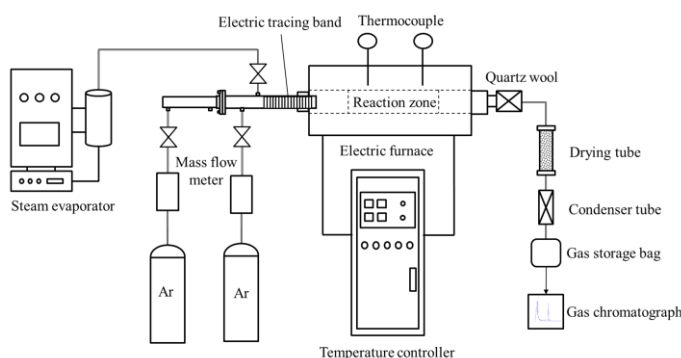 Electric tracing band
Thermocouple
Quartz wool
Reaction zone
Electric furnace
Mass flow
meter
Steam evaporator
Drying tube
Condenser tube
Gas storage bag
Ar
Ar
Gas chromatograph
Temperature controller